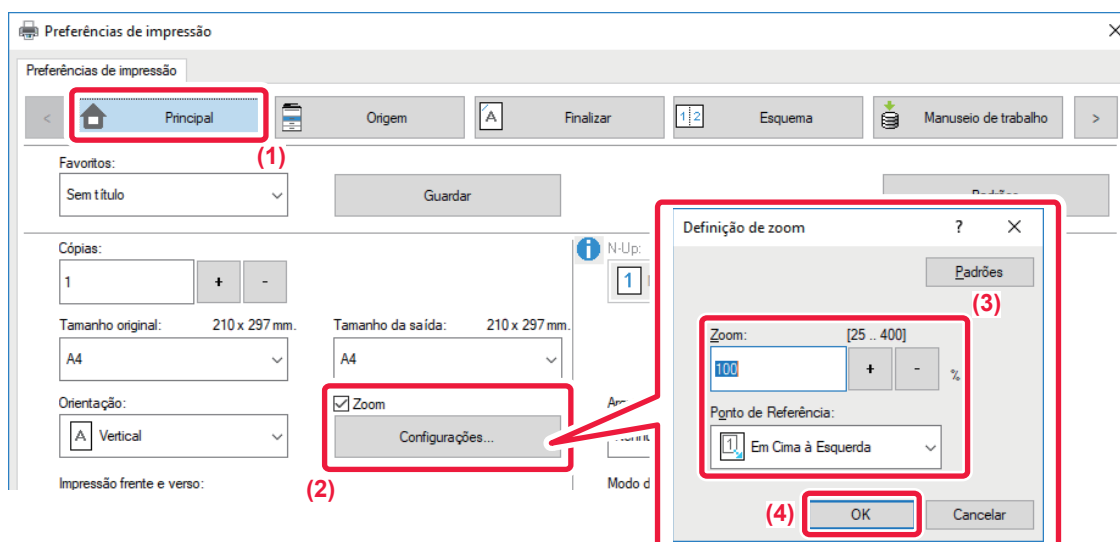 Preferências de impressão
Preferências de impressão
< Principal Origem Finalizar Esquema Manuseio de trabalho >
(1)
Favoritos:
Sem título Guardar Padrões
Cópias: N-Up:
1 + - 1
Tamanho original: 210 x 297 mm. Tamanho da saída: 210 x 297 mm.
A4 A4
Orientação: Zoom
Vertical Configurações...
(2)
Impressão frente e verso: Modo d
Definição de zoom ? ×
Padrões
(3)
Zoom: [25 .. 400]
100 + - %
Ponto de Referência:
Em Cima à Esquerda
(4) OK Cancelar